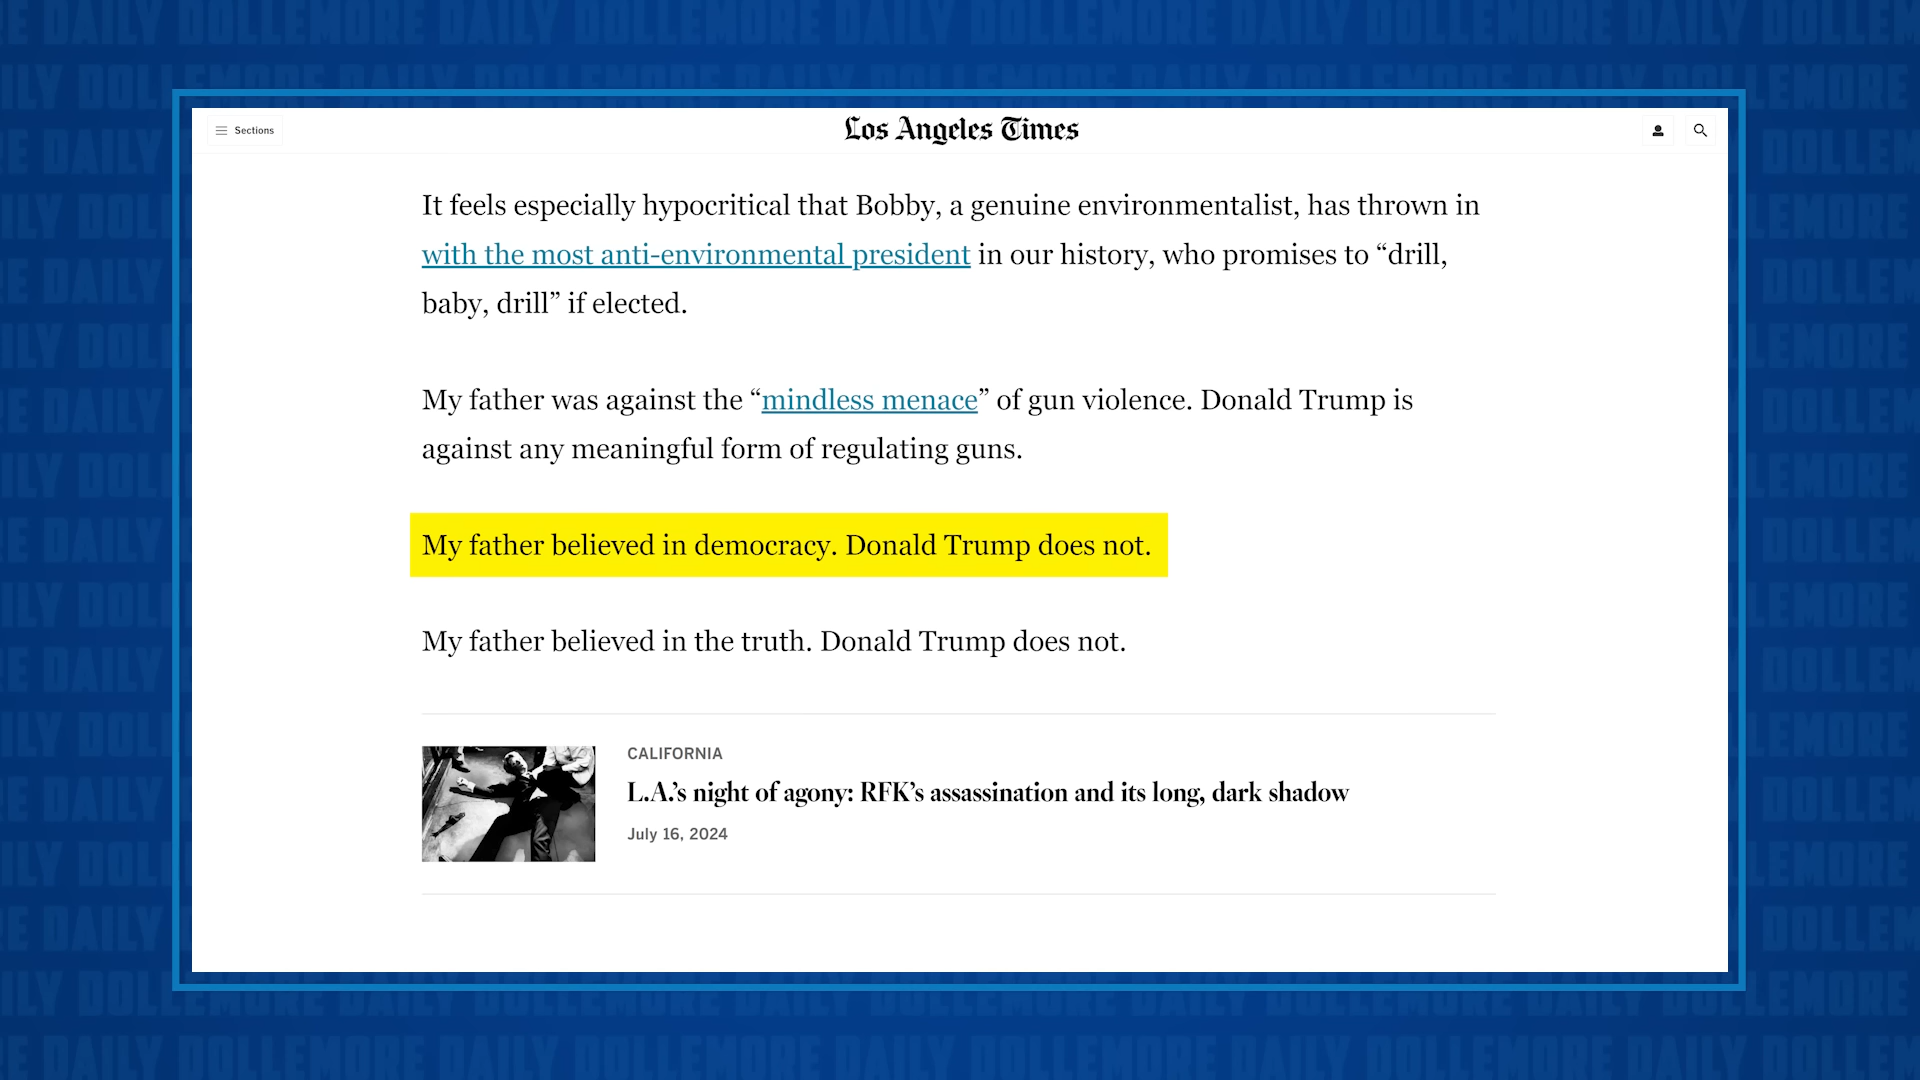 DAILY DOLLEMORE DAILY DOLLEMORE DAILY DOLLEMORE DAILY DOLLEMORE DAILY
Sections
Los Angeles Times
It feels especially hypocritical that Bobby, a genuine environmentalist, has thrown in
with the most anti-environmental president in our history, who promises to “drill,
baby, drill” if elected.
My father was against the “mindless menace” of gun violence. Donald Trump is
against any meaningful form of regulating guns.
My father believed in democracy. Donald Trump does not.
My father believed in the truth. Donald Trump does not.
CALIFORNIA
L.A.’s night of agony: RFK’s assassination and its long, dark shadow
July 16, 2024